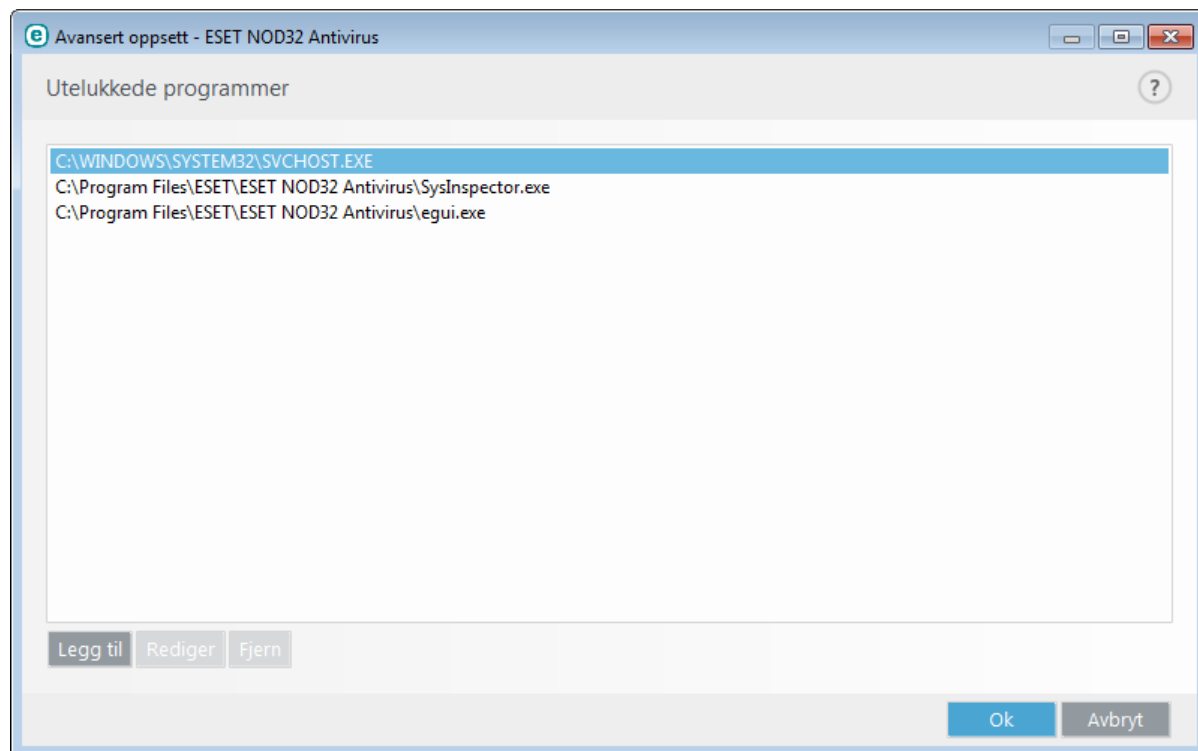 Avansert oppsett - ESET NOD32 Antivirus
Utelukkede programmer
?
C:\WINDOWS\SYSTEM32\SVCHOST.EXE
C:\Program Files\ESET\ESET NOD32 Antivirus\SysInspector.exe
C:\Program Files\ESET\ESET NOD32 Antivirus\egui.exe
Legg til Rediger Fjern
Ok Avbryt